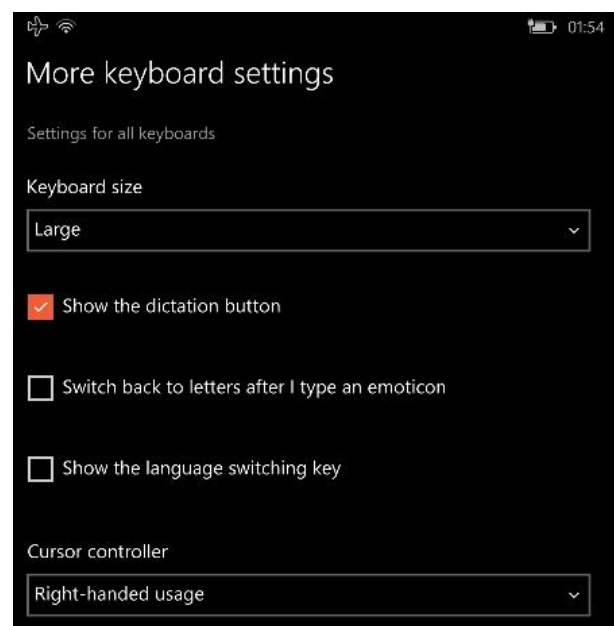 01:54
More keyboard settings
Settings for all keyboards
Keyboard size
Large
Show the dictation button
Switch back to letters after I type an emoticon
Show the language switching key
Cursor controller
Right-handed usage